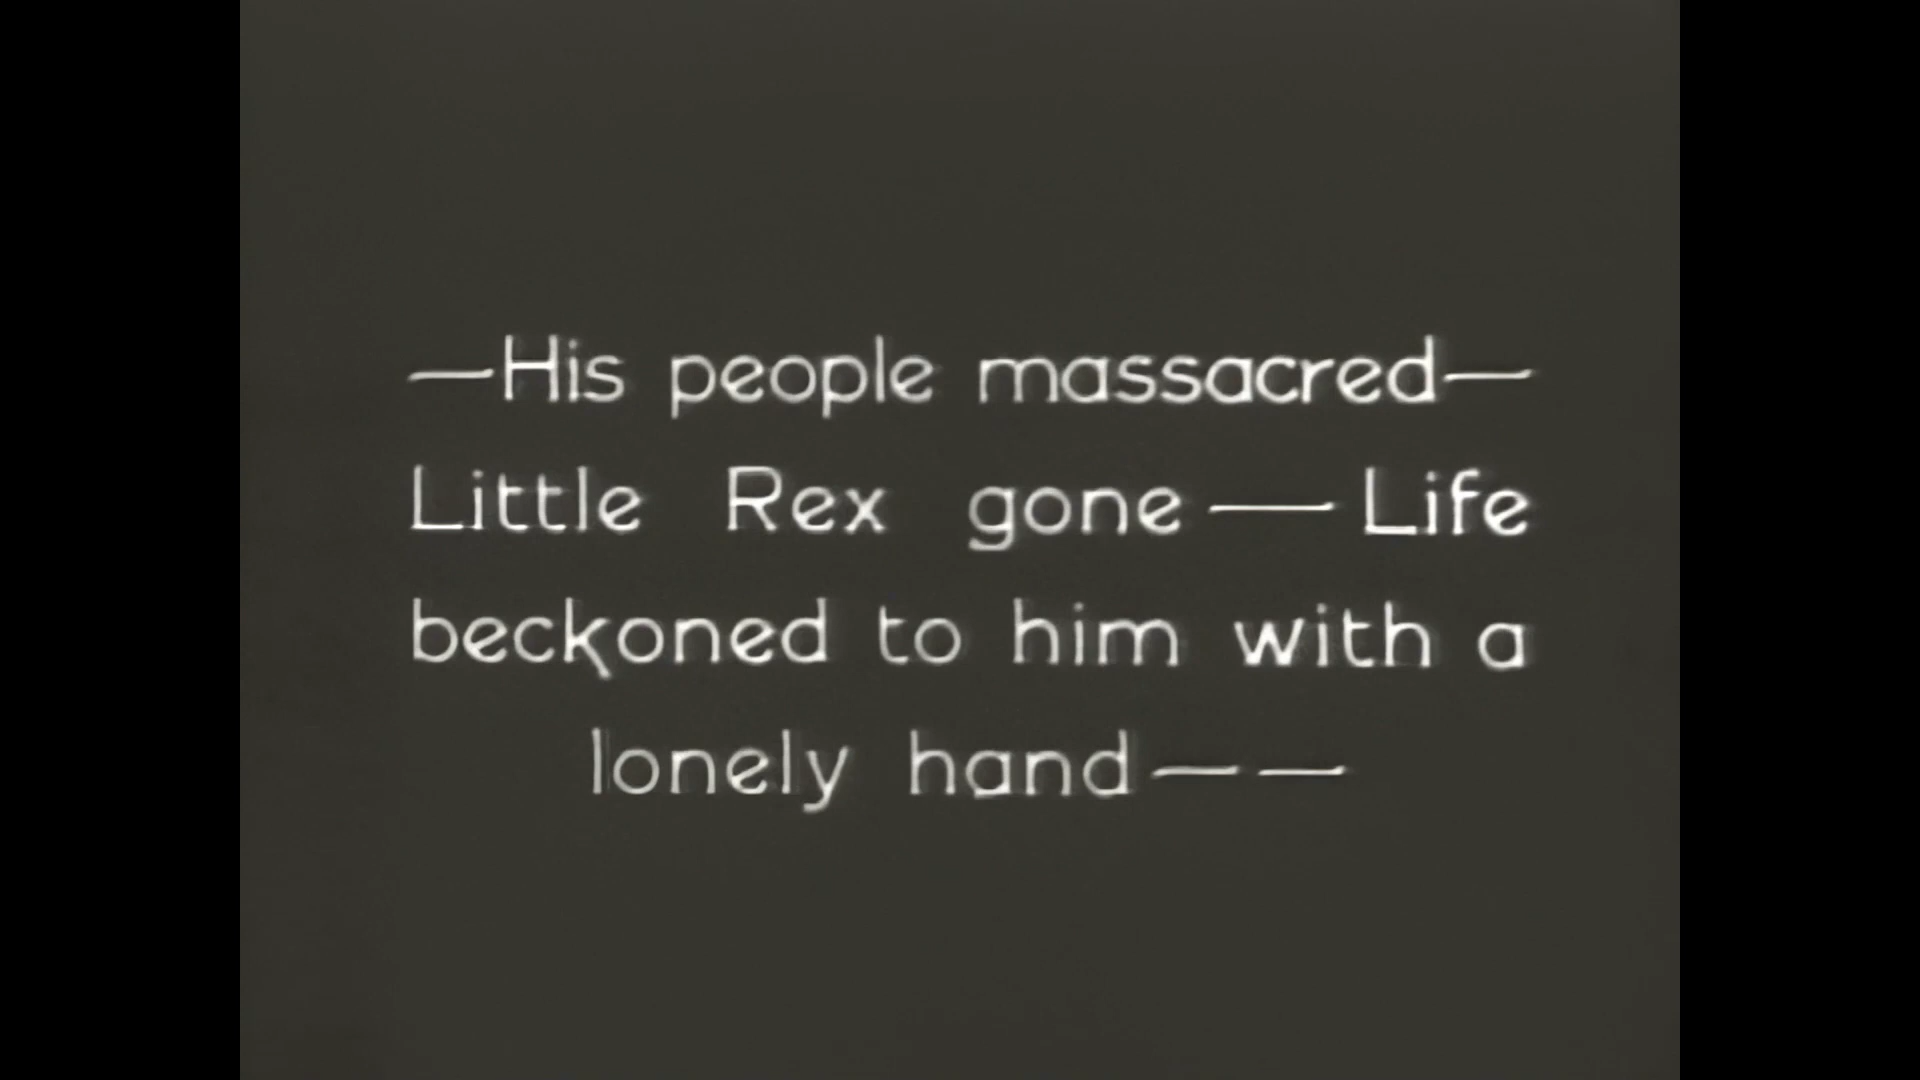 —His people massacred—
Little Rex gone — Life
beckoned to him with a
lonely hand — —